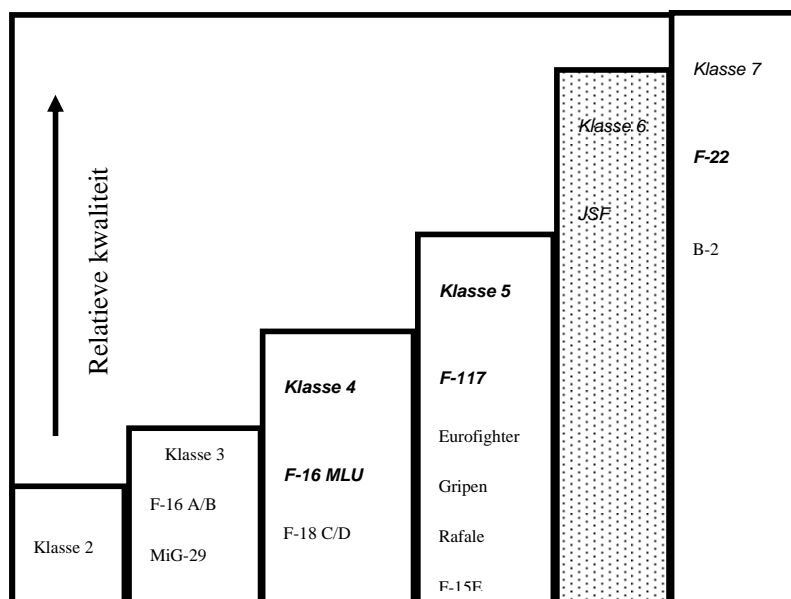 Relatieve kwaliteit
Klasse 2
Klasse 3
F-16 A/B
MiG-29
Klasse 4
F-16 MLU
F-18 C/D
Klasse 5
F-117
Eurofighter
Gripen
Rafale
F-15E
Klasse 6
JSF
Klasse 7
F-22
B-2